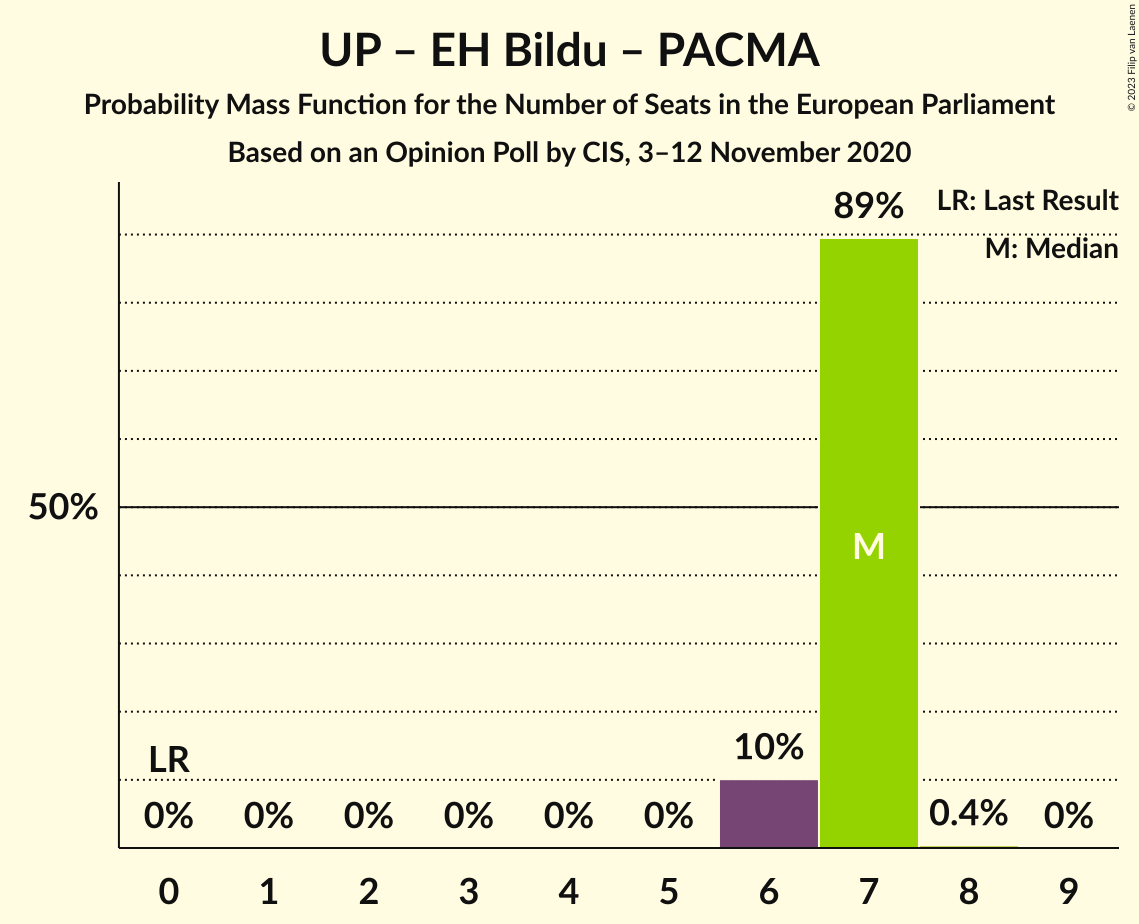 UP – EH Bildu – PACMA
Probability Mass Function for the Number of Seats in the European Parliament
Based on an Opinion Poll by CIS, 3–12 November 2020
© 2023 Filip van Laenen
LR: Last Result
M: Median
89%
50%
M
10%
LR
0% 0% 0% 0% 0% 0% 0.4% 0%
0 1 2 3 4 5 6 7 8 9